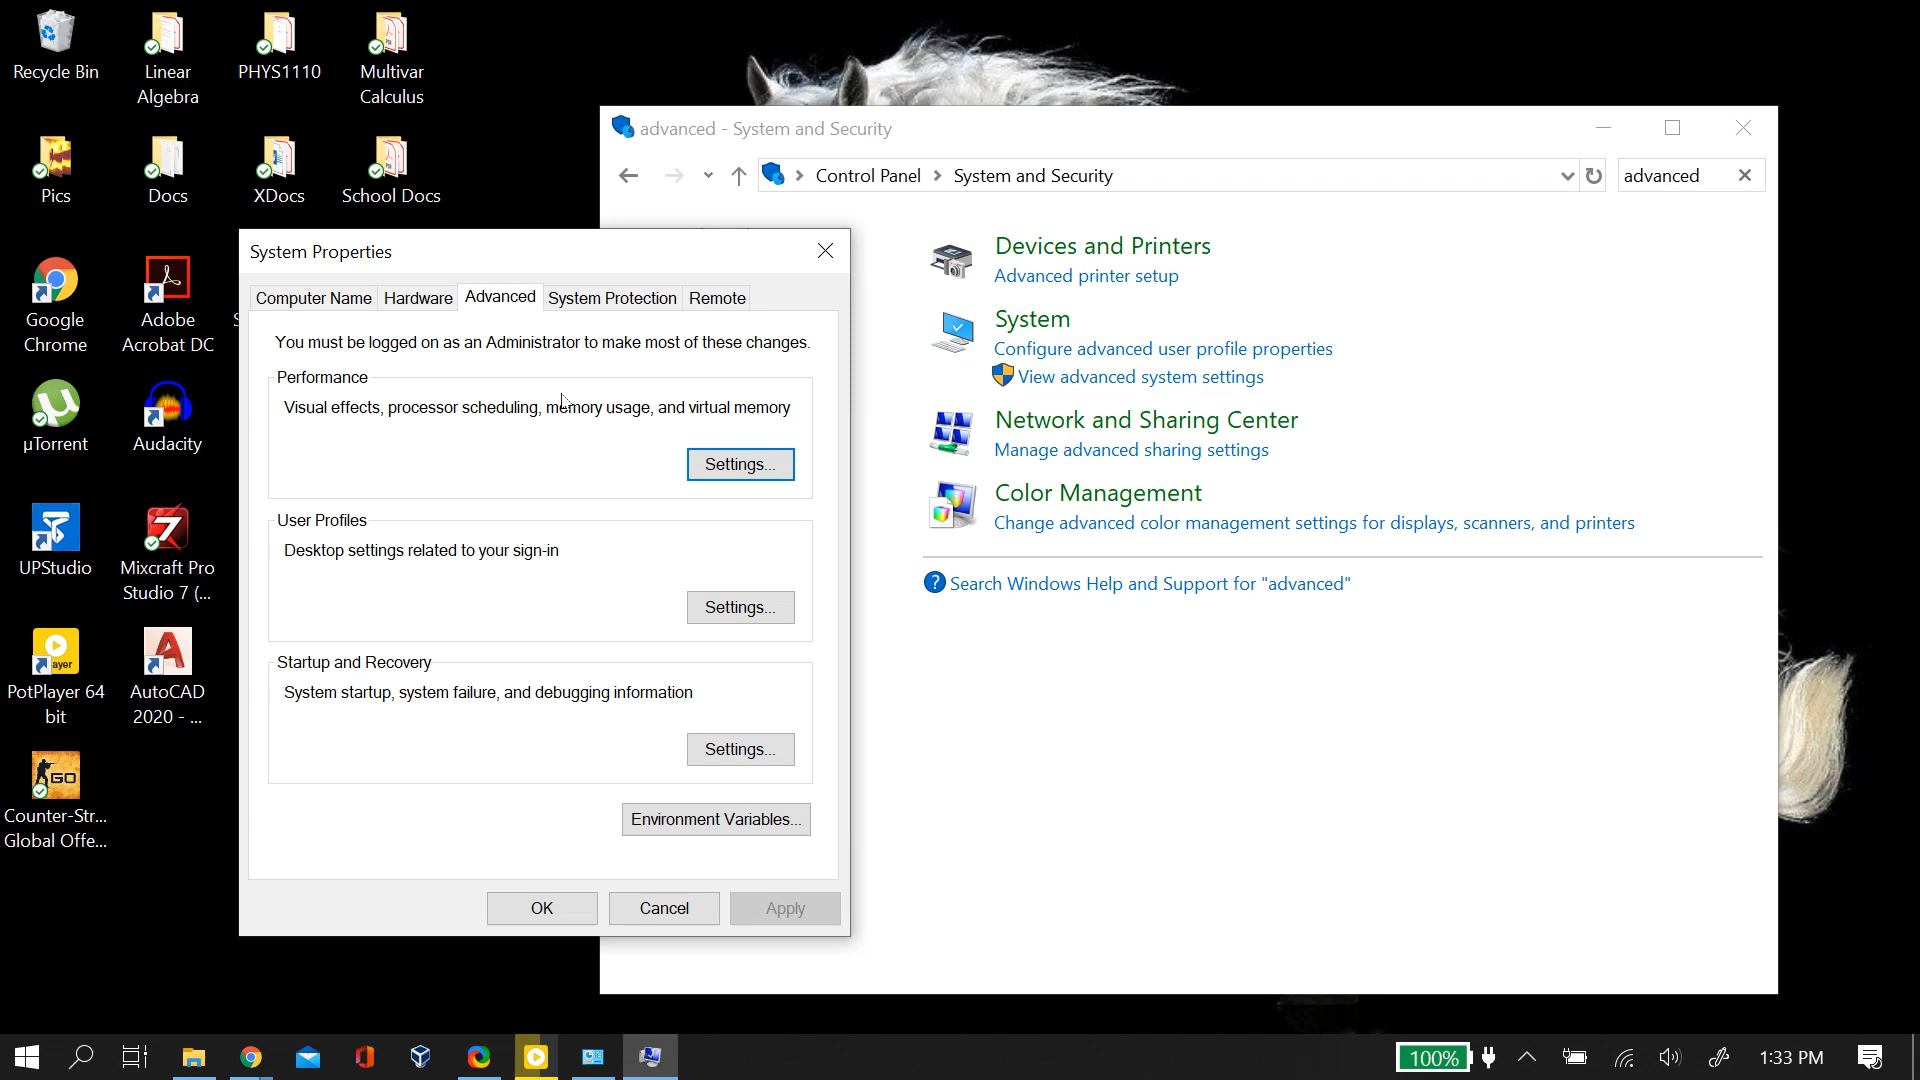 Recycle Bin
Linear
Algebra
PHYS1110
Multivar
Calculus
Pics
Docs
XDocs
School Docs
Google
Chrome
Adobe
Acrobat DC
µTorrent
Audacity
UPStudio
Mixcraft Pro
Studio 7 (...
ayer
PotPlayer 64
bit
AutoCAD
2020 - ...
GO
Counter-Str...
Global Offe...
advanced - System and Security
Control Panel
System and Security
advanced
Devices and Printers
Advanced printer setup
System
Configure advanced user profile properties
View advanced system settings
Network and Sharing Center
Manage advanced sharing settings
Color Management
Change advanced color management settings for displays, scanners, and printers
Search Windows Help and Support for "advanced"
System Properties
Computer Name
Hardware
Advanced
System Protection
Remote
You must be logged on as an Administrator to make most of these changes.
Performance
Visual effects, processor scheduling, memory usage, and virtual memory
Settings...
User Profiles
Desktop settings related to your sign-in
Settings...
Startup and Recovery
System startup, system failure, and debugging information
Settings...
Environment Variables...
OK
Cancel
Apply
100%
1:33 PM